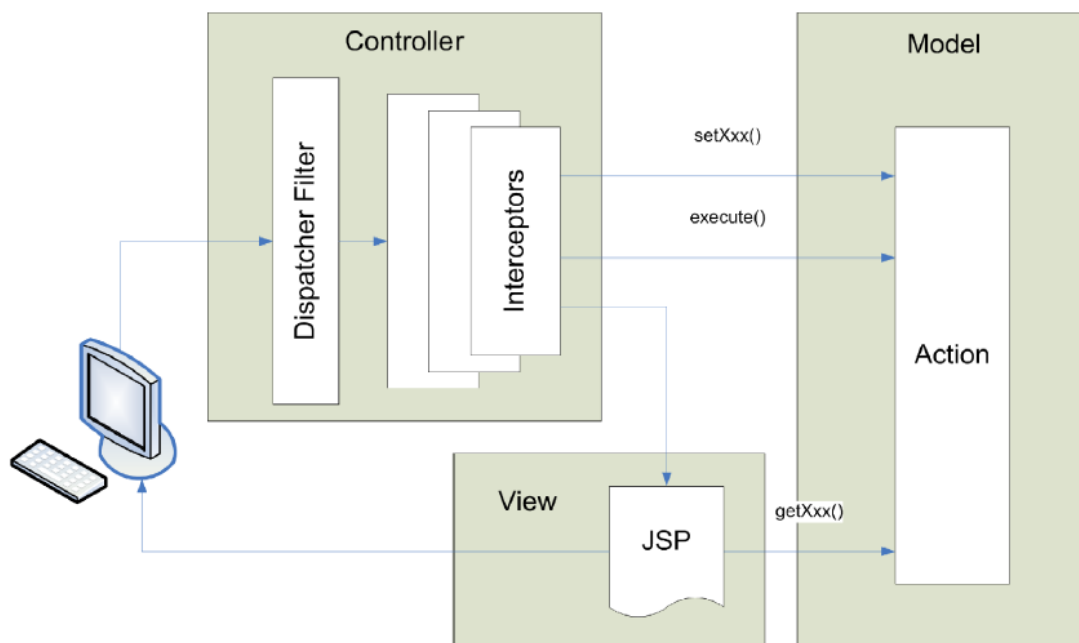 Controller
Model
Dispatcher Filter
Interceptors
setXxx()
execute()
Action
View
JSP
getXxx()